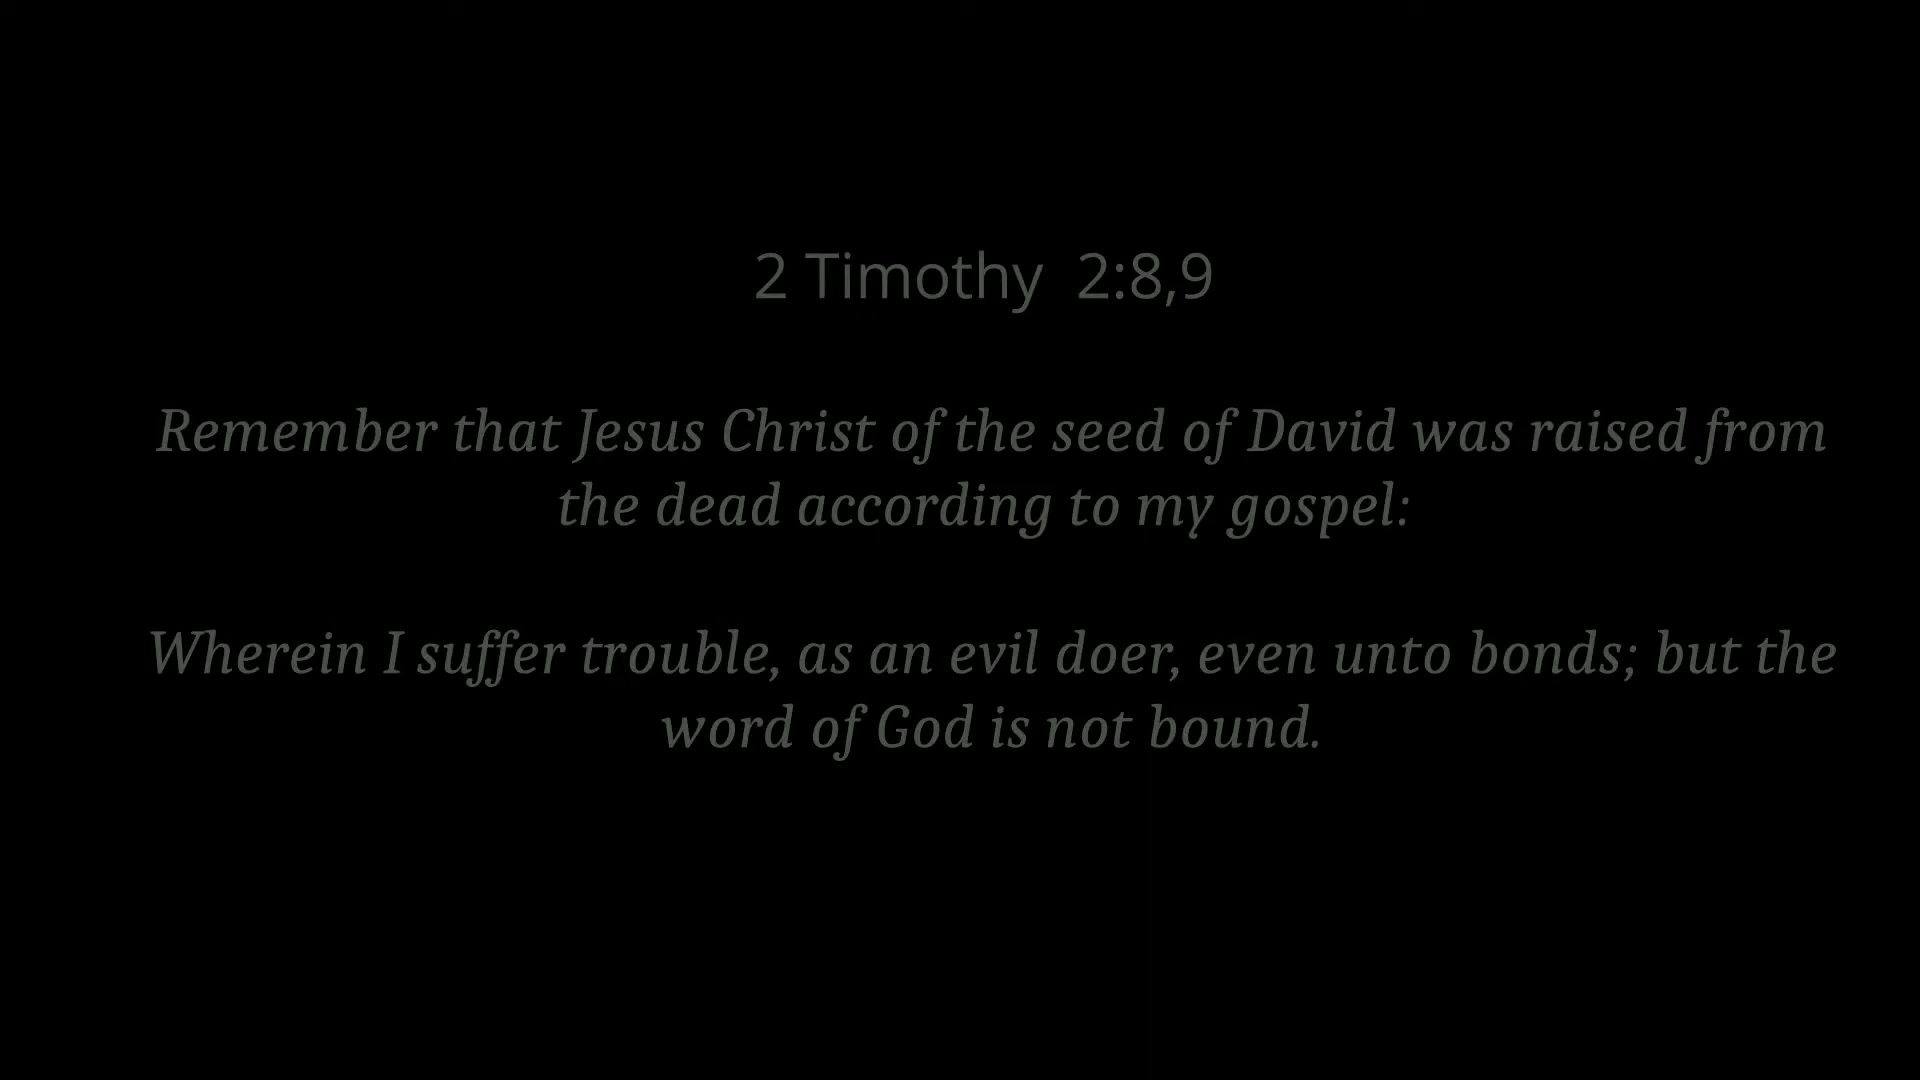 2 Timothy  2:8,9
Remember that Jesus Christ of the seed of David was raised from
the dead according to my gospel:
Wherein I suffer trouble, as an evil doer, even unto bonds; but the
word of God is not bound.